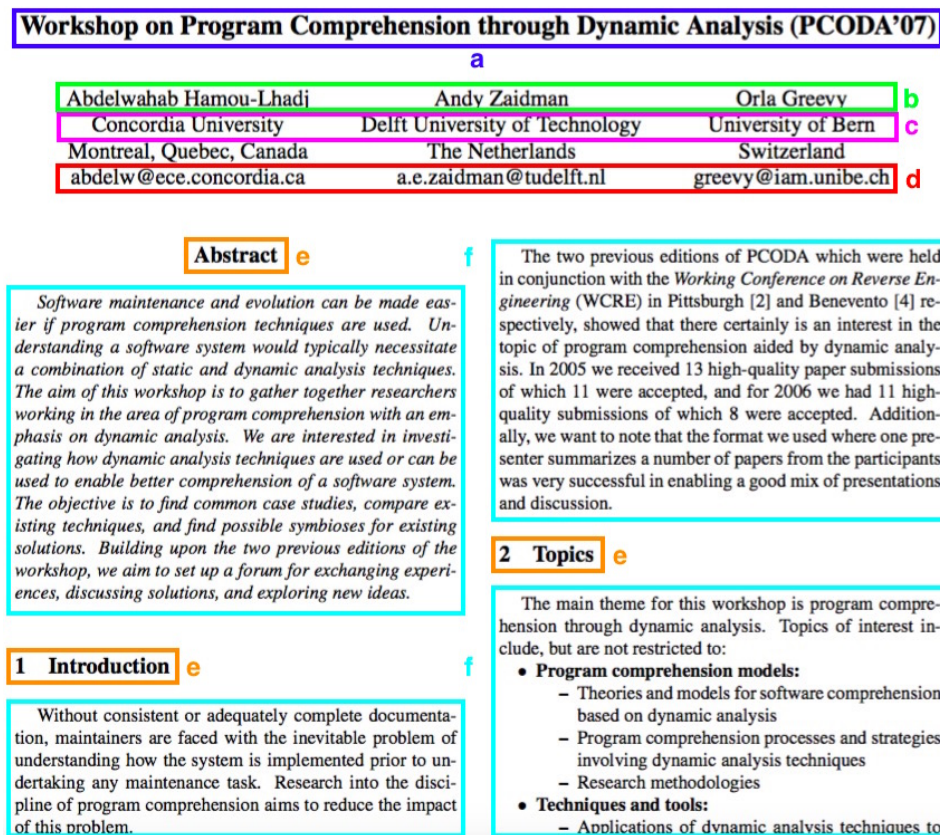 Workshop on Program Comprehension through Dynamic Analysis (PCODA'07)
a
Abdelwahab Hamou-Lhadj Andy Zaidman Orla Greevy b
Concordia University Delft University of Technology University of Bern c
Montreal, Quebec, Canada The Netherlands Switzerland
abdelw@ece.concordia.ca a.e.zaidman@tudelft.nl greevy@iam.unibe.ch d
Abstract e
f
Software maintenance and evolution can be made eas-
ier if program comprehension techniques are used. Un-
derstanding a software system would typically necessitate
a combination of static and dynamic analysis techniques.
The aim of this workshop is to gather together researchers
working in the area of program comprehension with an em-
phasis on dynamic analysis. We are interested in investi-
gating how dynamic analysis techniques are used or can be
used to enable better comprehension of a software system.
The objective is to find common case studies, compare ex-
isting techniques, and find possible symbioses for existing
solutions. Building upon the two previous editions of the
workshop, we aim to set up a forum for exchanging experi-
ences, discussing solutions, and exploring new ideas.
1 Introduction e
f
Without consistent or adequately complete documenta-
tion, maintainers are faced with the inevitable problem of
understanding how the system is implemented prior to un-
dertaking any maintenance task. Research into the disci-
pline of program comprehension aims to reduce the impact
of this problem.
The two previous editions of PCODA which were held
in conjunction with the Working Conference on Reverse En-
gineering (WCRE) in Pittsburgh [2] and Benevento [4] re-
spectively, showed that there certainly is an interest in the
topic of program comprehension aided by dynamic analy-
sis. In 2005 we received 13 high-quality paper submissions
of which 11 were accepted, and for 2006 we had 11 high-
quality submissions of which 8 were accepted. Addition-
ally, we want to note that the format we used where one pre-
senter summarizes a number of papers from the participants
was very successful in enabling a good mix of presentations
and discussion.
2 Topics e
The main theme for this workshop is program compre-
hension through dynamic analysis. Topics of interest in-
clude, but are not restricted to:
• Program comprehension models:
– Theories and models for software comprehension
based on dynamic analysis
– Program comprehension processes and strategies
involving dynamic analysis techniques
– Research methodologies
• Techniques and tools:
– Applications of dynamic analysis techniques to